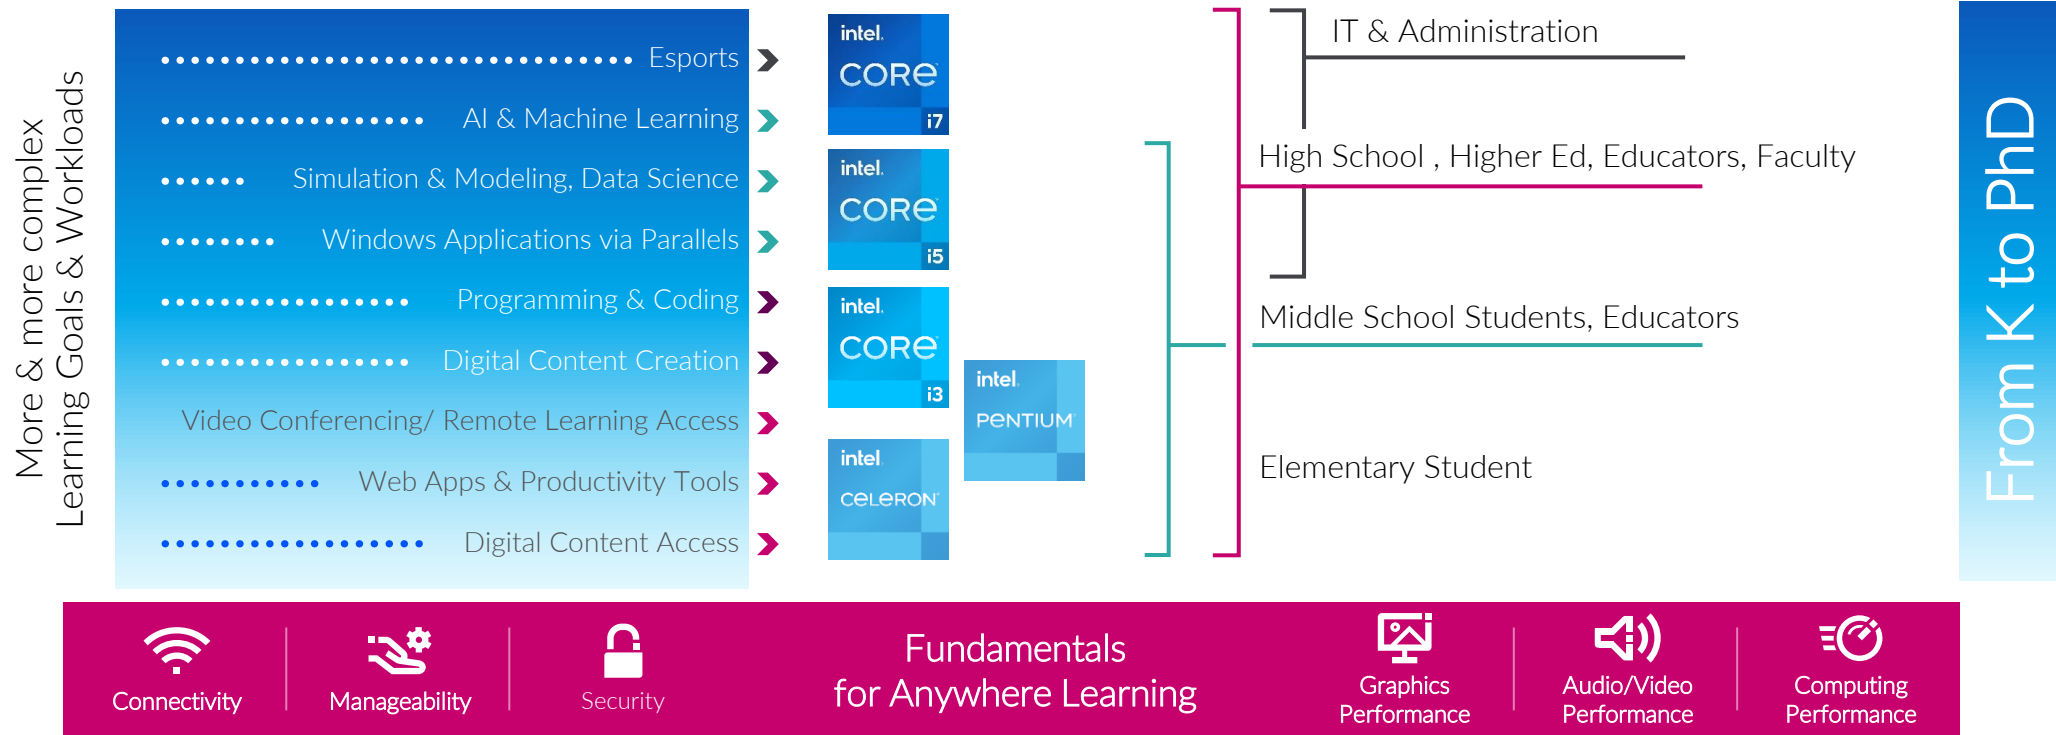 More & more complex
Learning Goals & Workloads
Esports
AI & Machine Learning
Simulation & Modeling, Data Science
Windows Applications via Parallels
Programming & Coding
Digital Content Creation
Video Conferencing/ Remote Learning Access
Web Apps & Productivity Tools
Digital Content Access
intel.
CORE
i7
intel.
CORE
i5
intel.
CORE
i3
intel.
PENTIUM
intel.
CELERON
IT & Administration
High School , Higher Ed, Educators, Faculty
Middle School Students, Educators
Elementary Student
From K to PhD
Connectivity
Manageability
Security
Fundamentals
for Anywhere Learning
Graphics
Performance
Audio/Video
Performance
Computing
Performance